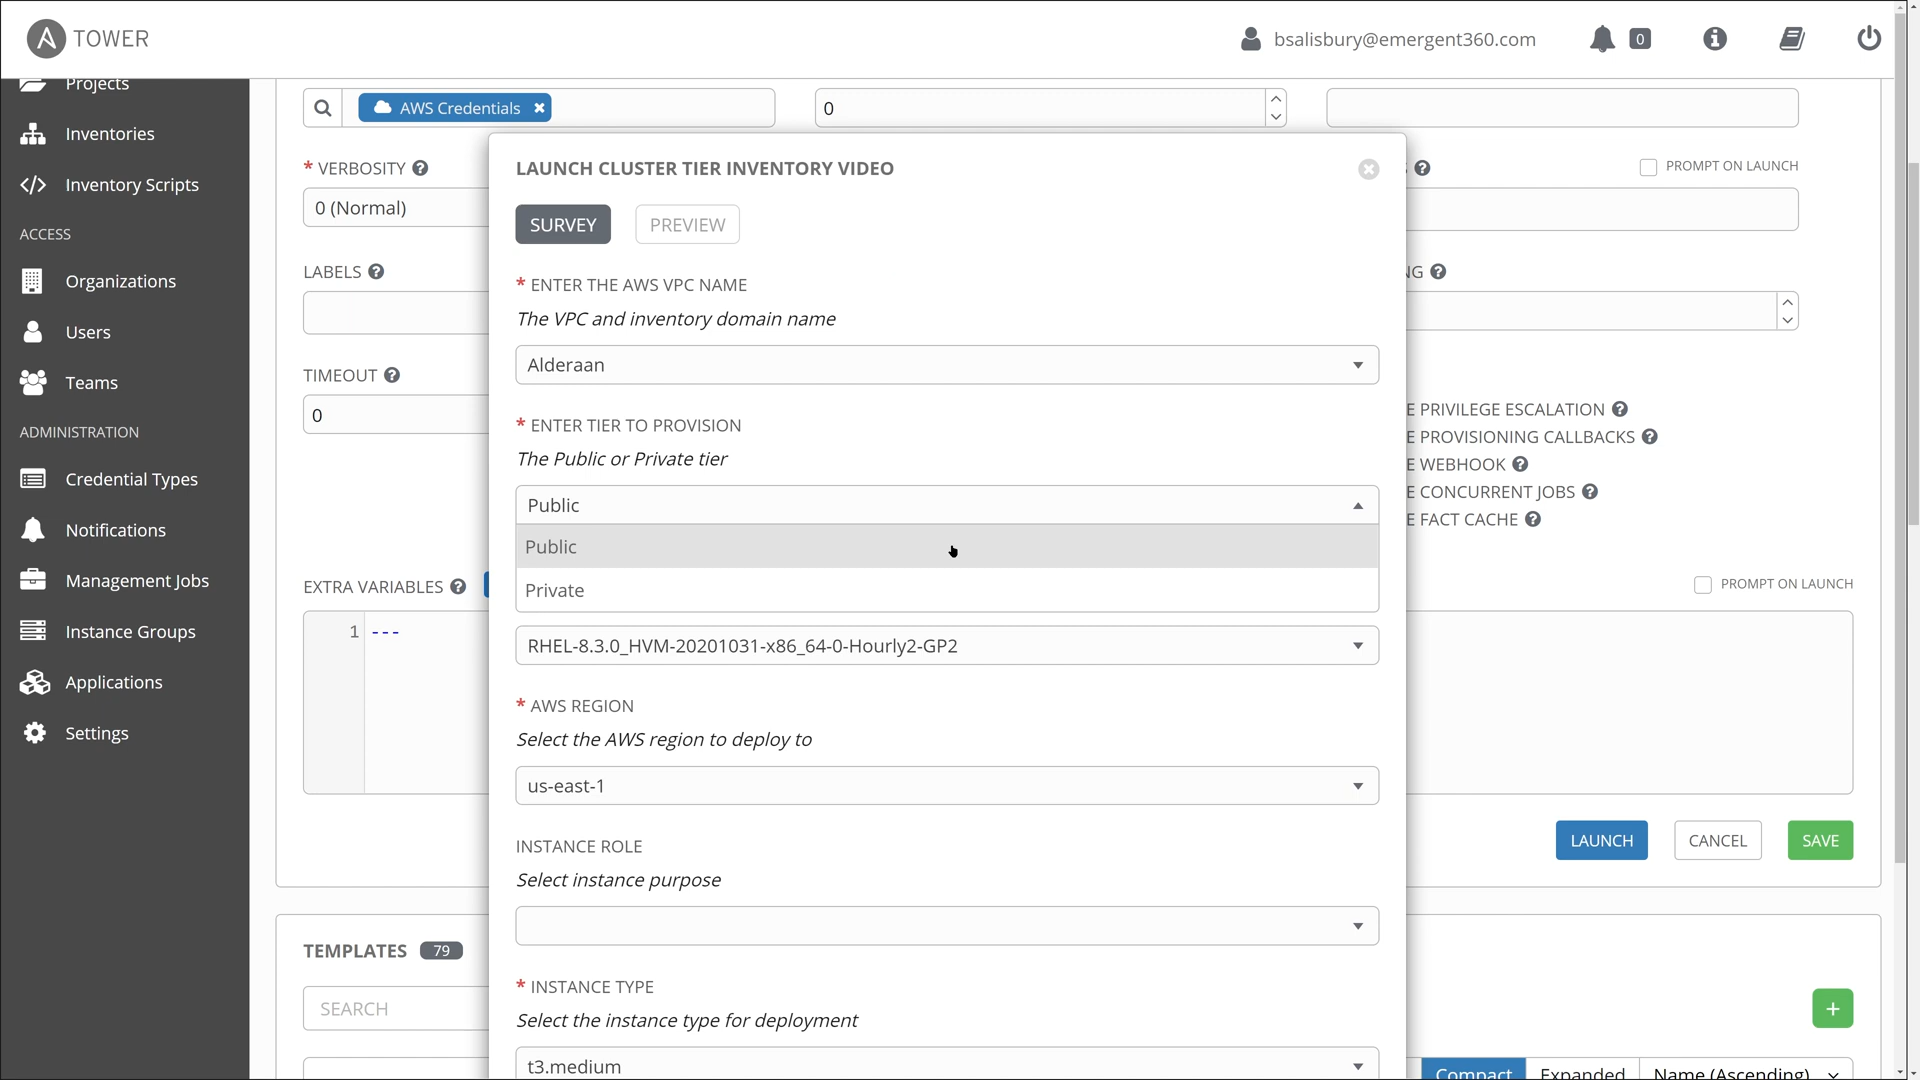 A TOWER
bsalisbury@emergent360.com
0
Projects
Inventories
Inventory Scripts
ACCESS
Organizations
Users
Teams
ADMINISTRATION
Credential Types
Notifications
Management Jobs
Instance Groups
Applications
Settings
AWS Credentials
0
* VERBOSITY
0 (Normal)
LABELS
TIMEOUT
0
EXTRA VARIABLES
1 ---
LAUNCH CLUSTER TIER INVENTORY VIDEO
SURVEY PREVIEW
* ENTER THE AWS VPC NAME
The VPC and inventory domain name
Alderaan
* ENTER TIER TO PROVISION
The Public or Private tier
Public
Public
Private
RHEL-8.3.0_HVM-20201031-x86_64-0-Hourly2-GP2
* AWS REGION
Select the AWS region to deploy to
us-east-1
INSTANCE ROLE
Select instance purpose
* INSTANCE TYPE
Select the instance type for deployment
t3.medium
PROMPT ON LAUNCH
NG
E PRIVILEGE ESCALATION
E PROVISIONING CALLBACKS
E WEBHOOK
E CONCURRENT JOBS
E FACT CACHE
PROMPT ON LAUNCH
LAUNCH CANCEL SAVE
TEMPLATES 79
SEARCH
+
Compact Expanded Name (Ascending)